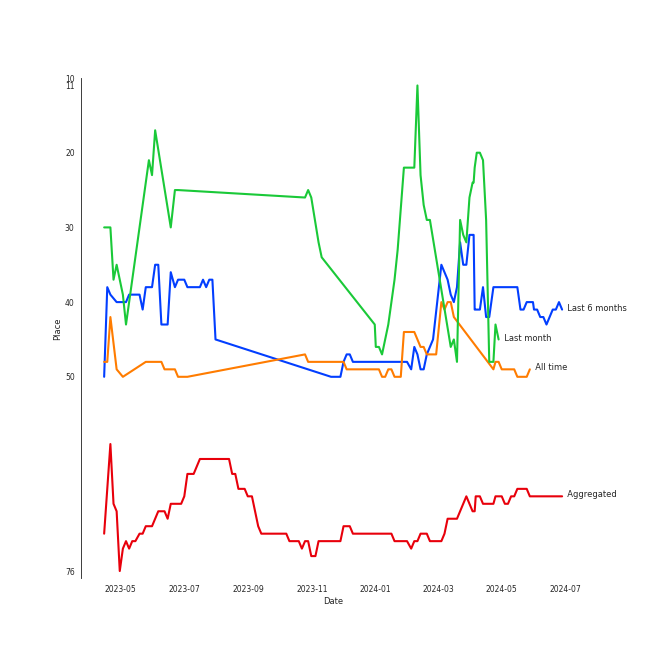 10
11
20
30
40
50
76
Place
Last 6 months
Last month
All time
Aggregated
2023-05 2023-07 2023-09 2023-11 2024-01 2024-03 2024-05 2024-07
Date